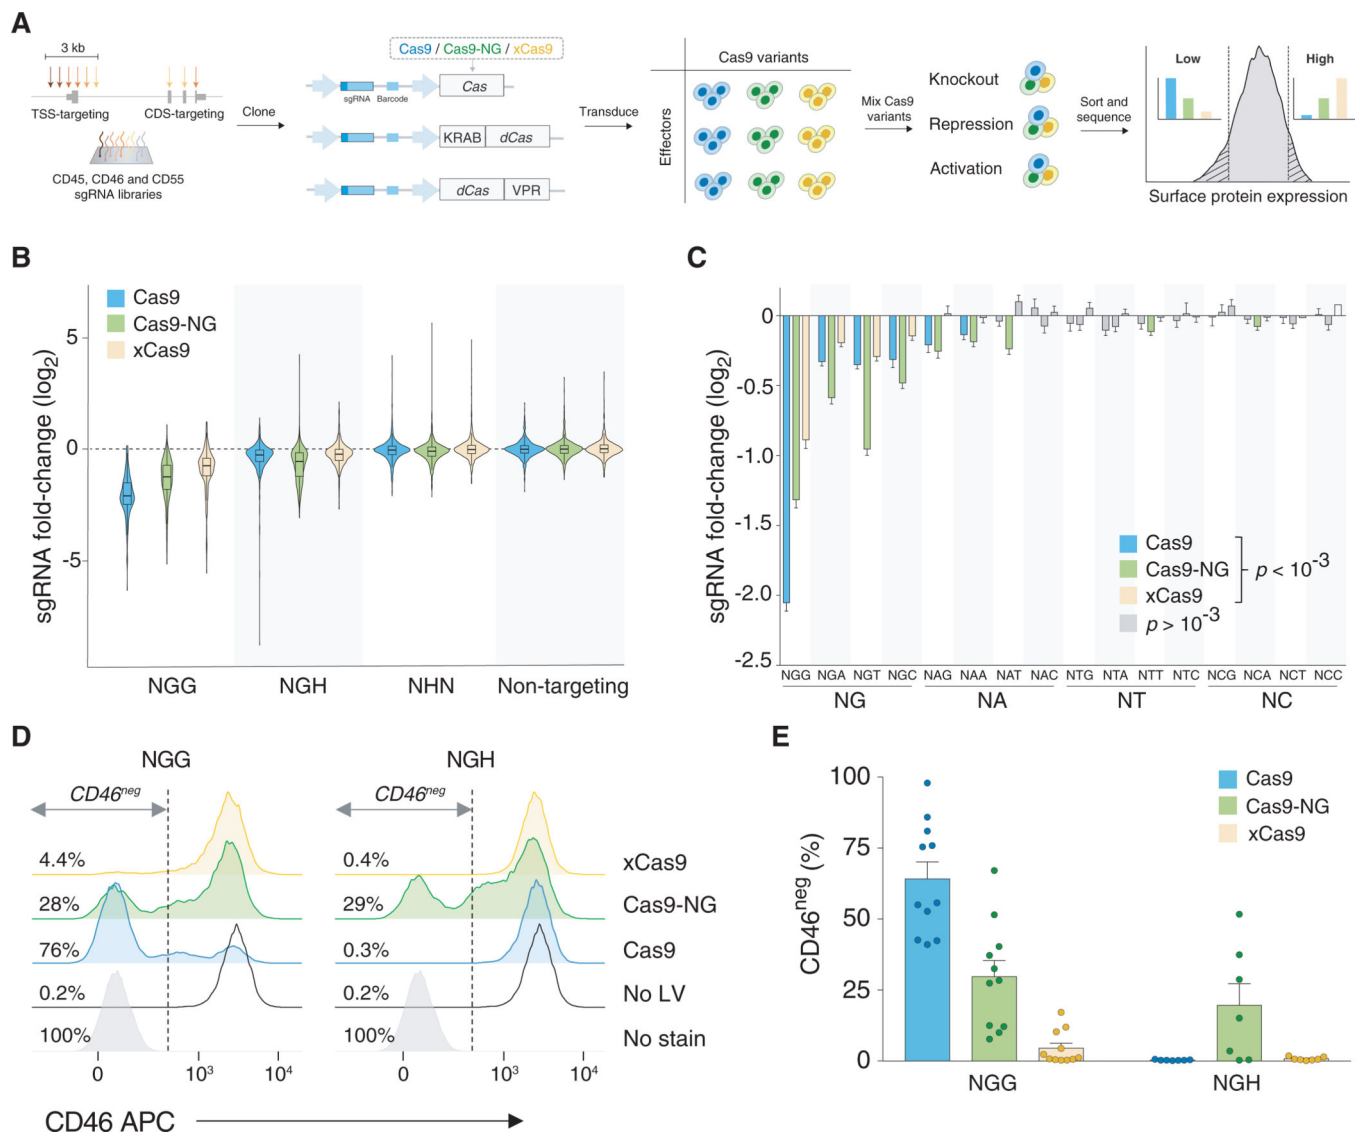 A
3 kb
TSS-targeting
CDS-targeting
CD45, CD46 and CD55
sgRNA libraries
Clone
Cas9 / Cas9-NG / xCas9
sgRNA
Barcode
Cas
KRAB
dCas
dCas
VPR
Transduce
Cas9 variants
Effectors
Mix Cas9
variants
Knockout
Repression
Activation
Sort and
sequence
Low
High
Surface protein expression
B
Cas9
Cas9-NG
xCas9
sgRNA fold-change (log2)
5
0
-5
NGG
NGH
NHN
Non-targeting
C
sgRNA fold-change (log2)
0
-0.5
-1.0
-1.5
-2.0
-2.5
Cas9
Cas9-NG
xCas9
p < 10-3
p > 10-3
NGG NGA NGT NGC NAG NAA NAT NAC NTG NTA NTT NTC NCG NCA NCT NCC
NG NA NT NC
D
NGG
NGH
CD46neg
CD46neg
4.4%
0.4%
xCas9
28%
29%
Cas9-NG
76%
0.3%
Cas9
0.2%
0.2%
No LV
100%
100%
No stain
0 103 104
0 103 104
CD46 APC
E
CD46neg (%)
100
75
50
25
0
Cas9
Cas9-NG
xCas9
NGG
NGH